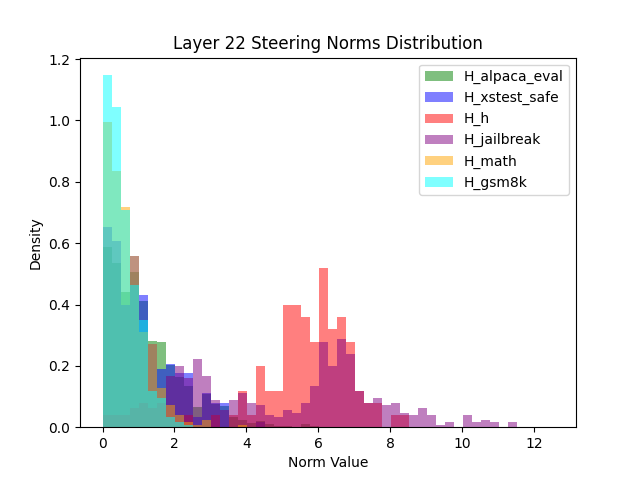 Layer 22 Steering Norms Distribution
H_alpaca_eval
H_xstest_safe
H_h
H_jailbreak
H_math
H_gsm8k
1.2
1.0
0.8
0.6
0.4
0.2
0.0
Density
0 2 4 6 8 10 12
Norm Value